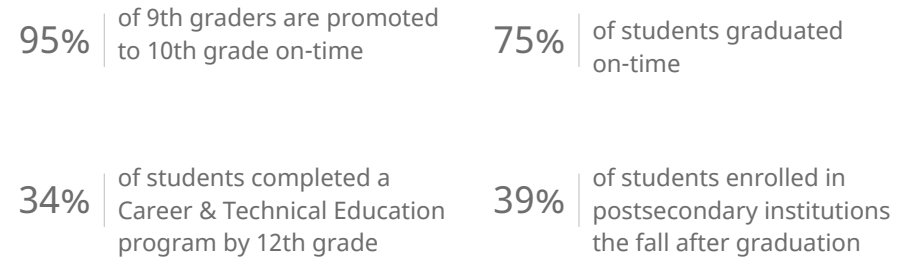 95%
of 9th graders are promoted
to 10th grade on-time
75%
of students graduated
on-time
34%
of students completed a
Career & Technical Education
program by 12th grade
39%
of students enrolled in
postsecondary institutions
the fall after graduation